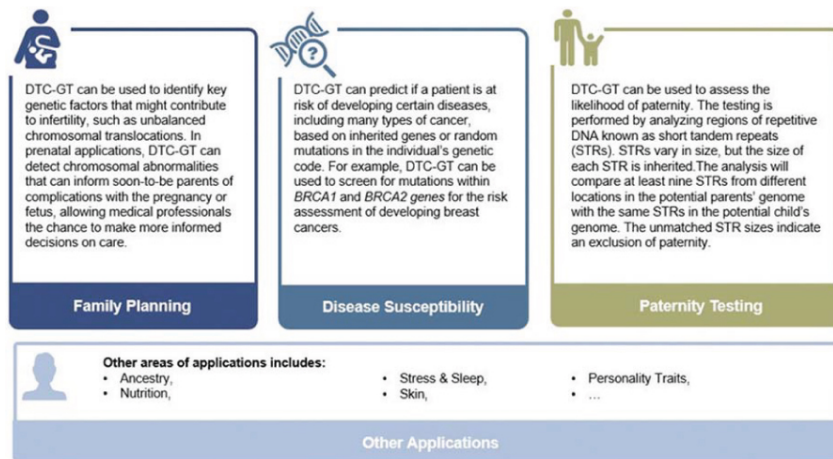 DTC-GT can be used to identify key
genetic factors that might contribute
to infertility, such as unbalanced
chromosomal translocations. In
prenatal applications, DTC-GT can
detect chromosomal abnormalities
that can inform soon-to-be parents of
complications with the pregnancy or
fetus, allowing medical professionals
the chance to make more informed
decisions on care.
Family Planning
?
DTC-GT can predict if a patient is at
risk of developing certain diseases,
including many types of cancer,
based on inherited genes or random
mutations in the individual's genetic
code. For example, DTC-GT can be
used to screen for mutations within
BRCA1 and BRCA2 genes for the risk
assessment of developing breast
cancers.
Disease Susceptibility
DTC-GT can be used to assess the
likelihood of paternity. The testing is
performed by analyzing regions of repetitive
DNA known as short tandem repeats
(STRs). STRs vary in size, but the size of
each STR is inherited.The analysis will
compare at least nine STRs from different
locations in the potential parents' genome
with the same STRs in the potential child's
genome. The unmatched STR sizes indicate
an exclusion of paternity.
Paternity Testing
Other areas of applications includes:
• Ancestry,
• Nutrition,
• Stress & Sleep,
• Skin,
• Personality Traits,
• ...
Other Applications